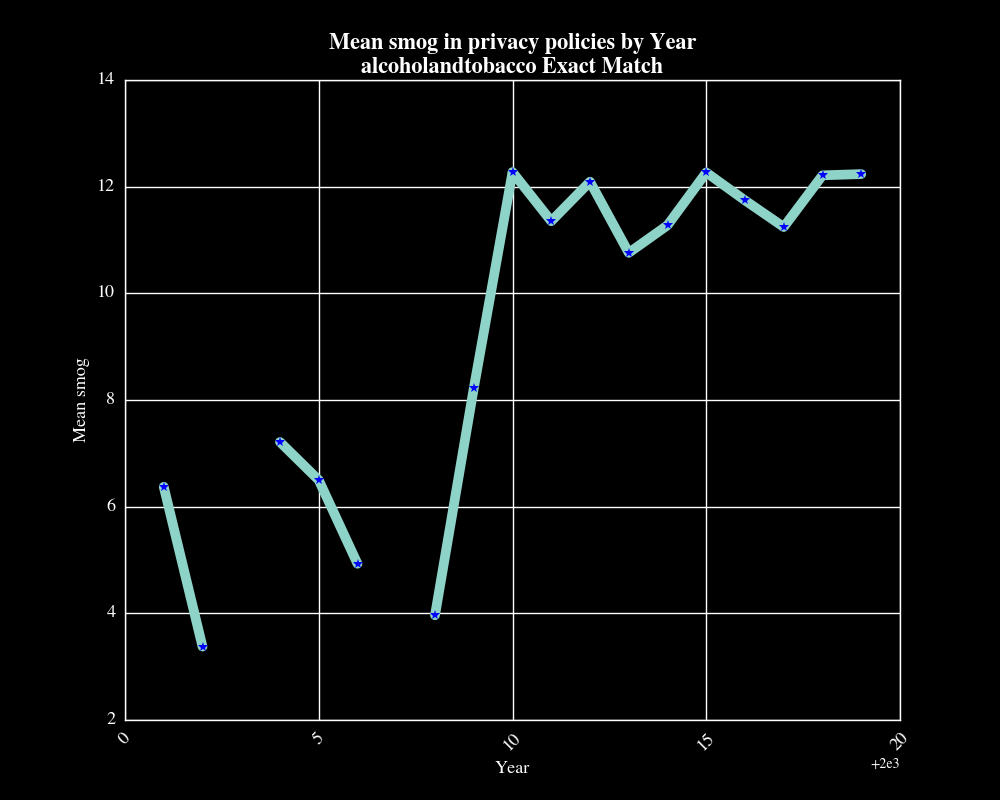 Mean smog in privacy policies by Year
alcoholandtobacco Exact Match
14
12
10
8
6
4
2
Mean smog
0 5 10 15 20
Year
+2e3